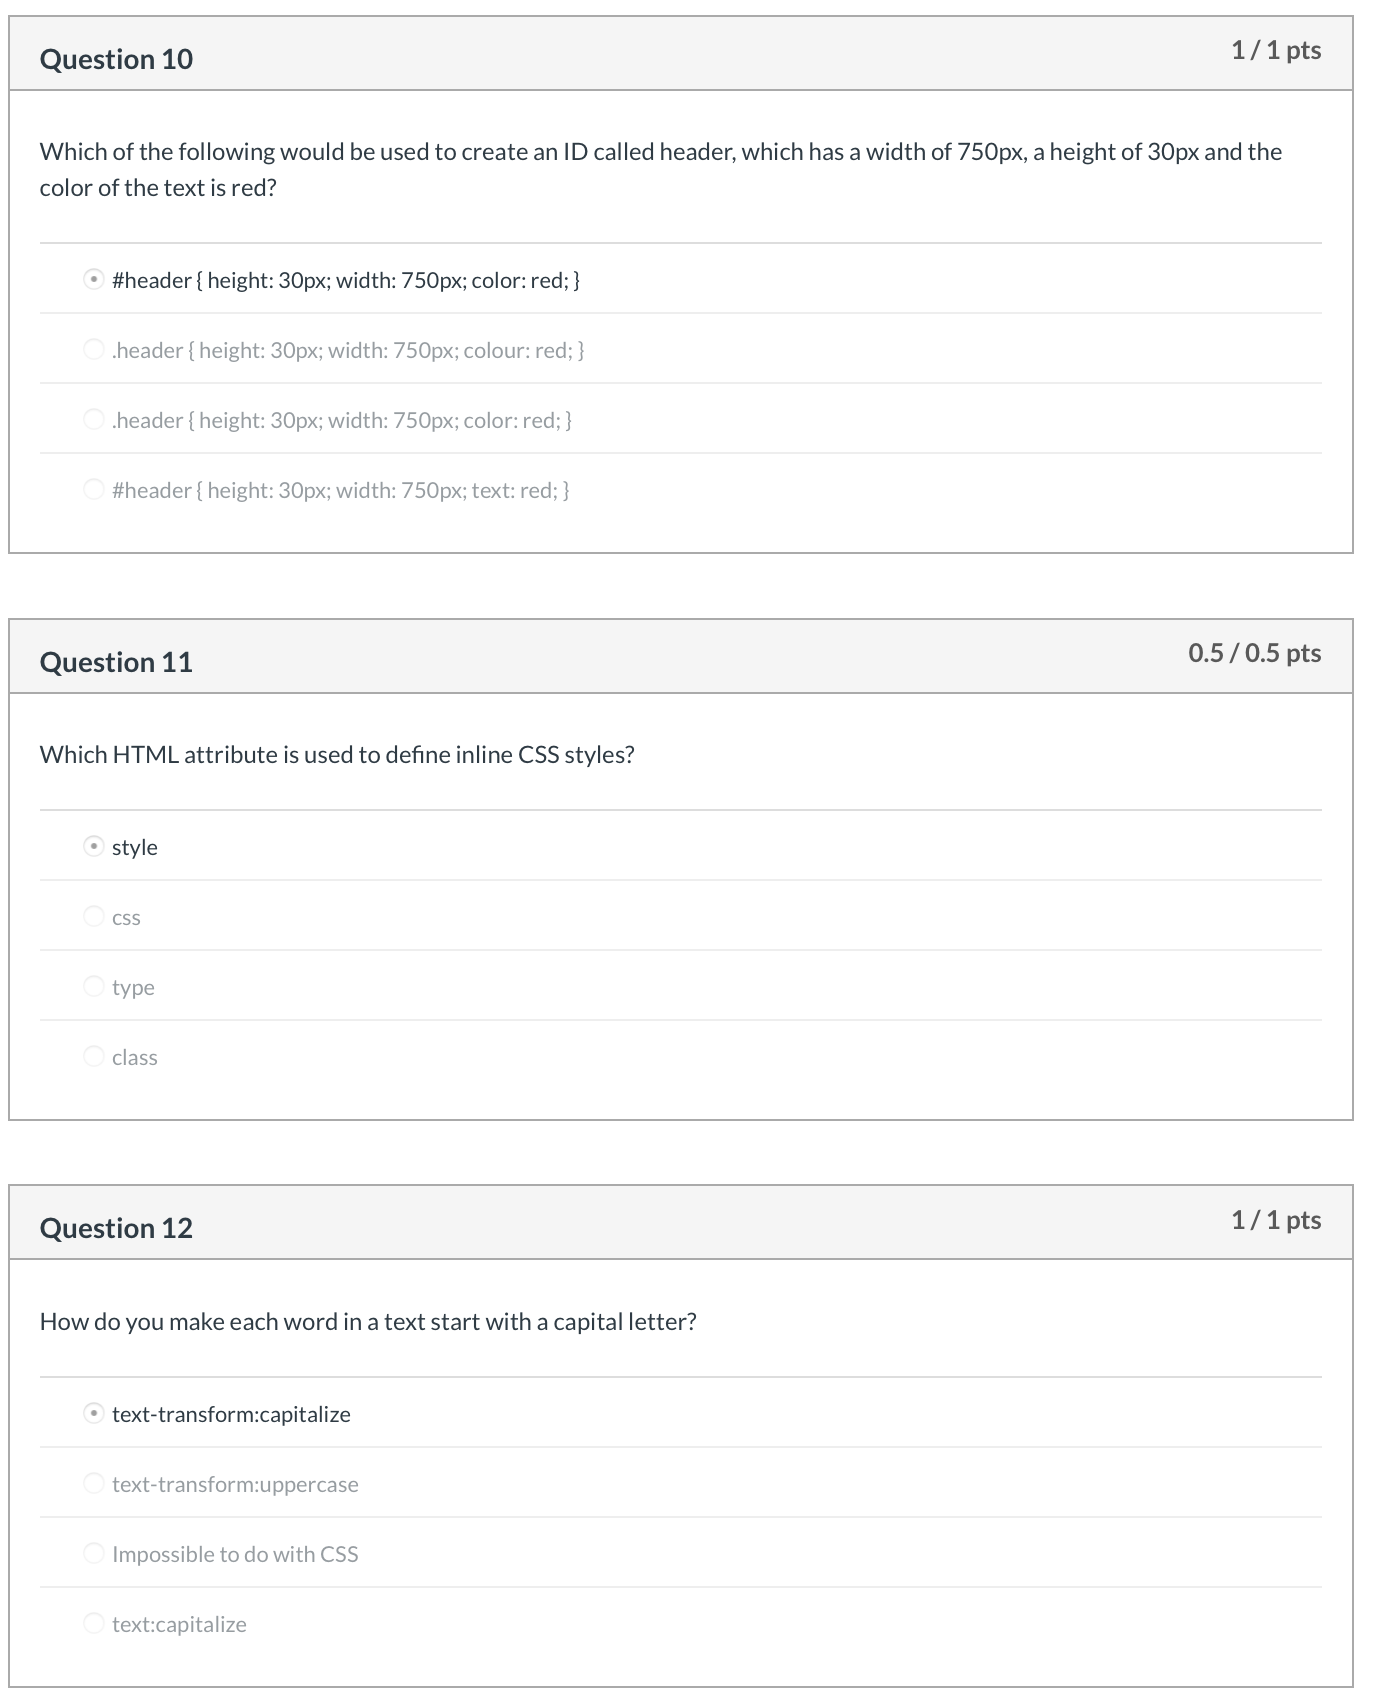 Question 10
1 / 1 pts
Which of the following would be used to create an ID called header, which has a width of 750px, a height of 30px and the
color of the text is red?
#header { height: 30px; width: 750px; color: red; }
.header { height: 30px; width: 750px; colour: red; }
.header { height: 30px; width: 750px; color: red; }
#header { height: 30px; width: 750px; text: red; }
Question 11
0.5 / 0.5 pts
Which HTML attribute is used to define inline CSS styles?
style
css
type
class
Question 12
1 / 1 pts
How do you make each word in a text start with a capital letter?
text-transform:capitalize
text-transform:uppercase
Impossible to do with CSS
text:capitalize